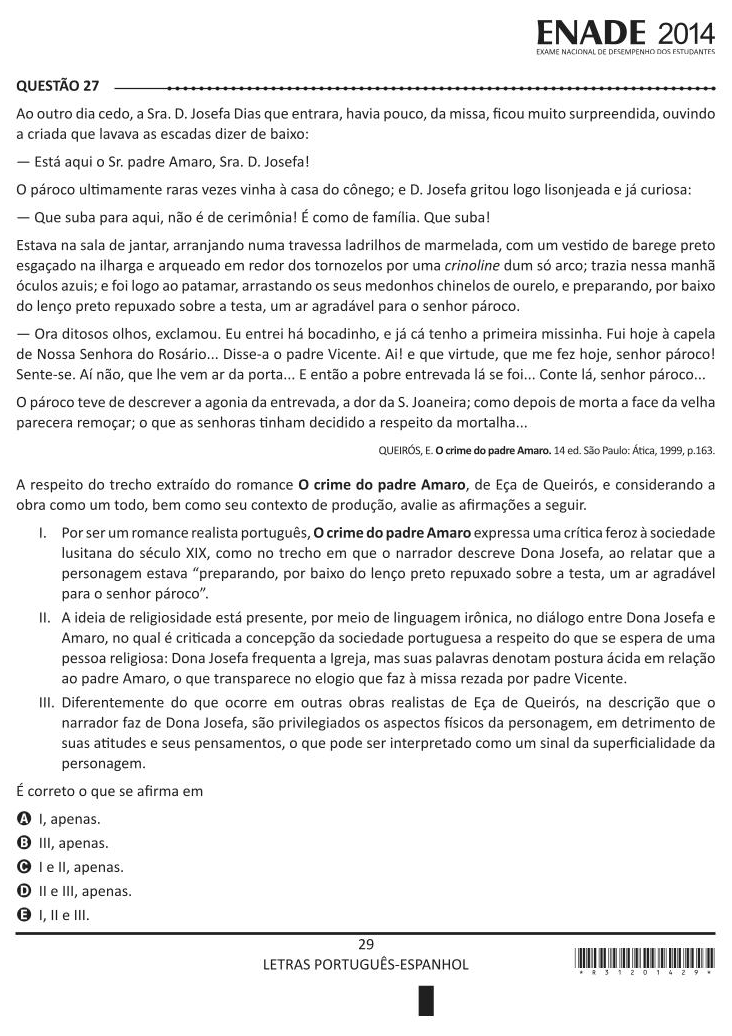 ENADE 2014
EXAME NACIONAL DE DESEMPENHO DOS ESTUDANTES
QUESTÃO 27
Ao outro dia cedo, a Sra. D. Josefa Dias que entrara, havia pouco, da missa, ficou muito surpreendida, ouvindo
a criada que lavava as escadas dizer de baixo:
— Está aqui o Sr. padre Amaro, Sra. D. Josefa!
O pároco ultimamente raras vezes vinha à casa do cônego; e D. Josefa gritou logo lisonjeada e já curiosa:
— Que suba para aqui, não é de cerimônia! É como de família. Que suba!
Estava na sala de jantar, arranjando numa travessa ladrilhos de marmelada, com um vestido de barege preto
esgaçado na ilharga e arqueado em redor dos tornozelos por uma crinoline dum só arco; trazia nessa manhã
óculos azuis; e foi logo ao patamar, arrastando os seus medonhos chinelos de ourelo, e preparando, por baixo
do lenço preto repuxado sobre a testa, um ar agradável para o senhor pároco.
— Ora ditosos olhos, exclamou. Eu entrei há bocadinho, e já cá tenho a primeira missinha. Fui hoje à capela
de Nossa Senhora do Rosário... Disse-a o padre Vicente. Ai! e que virtude, que me fez hoje, senhor pároco!
Sente-se. Aí não, que lhe vem ar da porta... E então a pobre entrevada lá se foi... Conte lá, senhor pároco...
O pároco teve de descrever a agonia da entrevada, a dor da S. Joaneira; como depois de morta a face da velha
parecera remoçar; o que as senhoras tinham decidido a respeito da mortalha...
QUEIRÓS, E. O crime do padre Amaro. 14 ed. São Paulo: Ática, 1999, p.163.
A respeito do trecho extraído do romance O crime do padre Amaro, de Eça de Queirós, e considerando a
obra como um todo, bem como seu contexto de produção, avalie as afirmações a seguir.
I. Por ser um romance realista português, O crime do padre Amaro expressa uma crítica feroz à sociedade
lusitana do século XIX, como no trecho em que o narrador descreve Dona Josefa, ao relatar que a
personagem estava “preparando, por baixo do lenço preto repuxado sobre a testa, um ar agradável
para o senhor pároco”.
II. A ideia de religiosidade está presente, por meio de linguagem irônica, no diálogo entre Dona Josefa e
Amaro, no qual é criticada a concepção da sociedade portuguesa a respeito do que se espera de uma
pessoa religiosa: Dona Josefa frequenta a Igreja, mas suas palavras denotam postura ácida em relação
ao padre Amaro, o que transparece no elogio que faz à missa rezada por padre Vicente.
III. Diferentemente do que ocorre em outras obras realistas de Eça de Queirós, na descrição que o
narrador faz de Dona Josefa, são privilegiados os aspectos físicos da personagem, em detrimento de
suas atitudes e seus pensamentos, o que pode ser interpretado como um sinal da superficialidade da
personagem.
É correto o que se afirma em
A I, apenas.
B III, apenas.
C I e II, apenas.
D II e III, apenas.
E I, II e III.
29
LETRAS PORTUGUÊS-ESPANHOL
* R 3 1 2 0 1 4 2 9 *